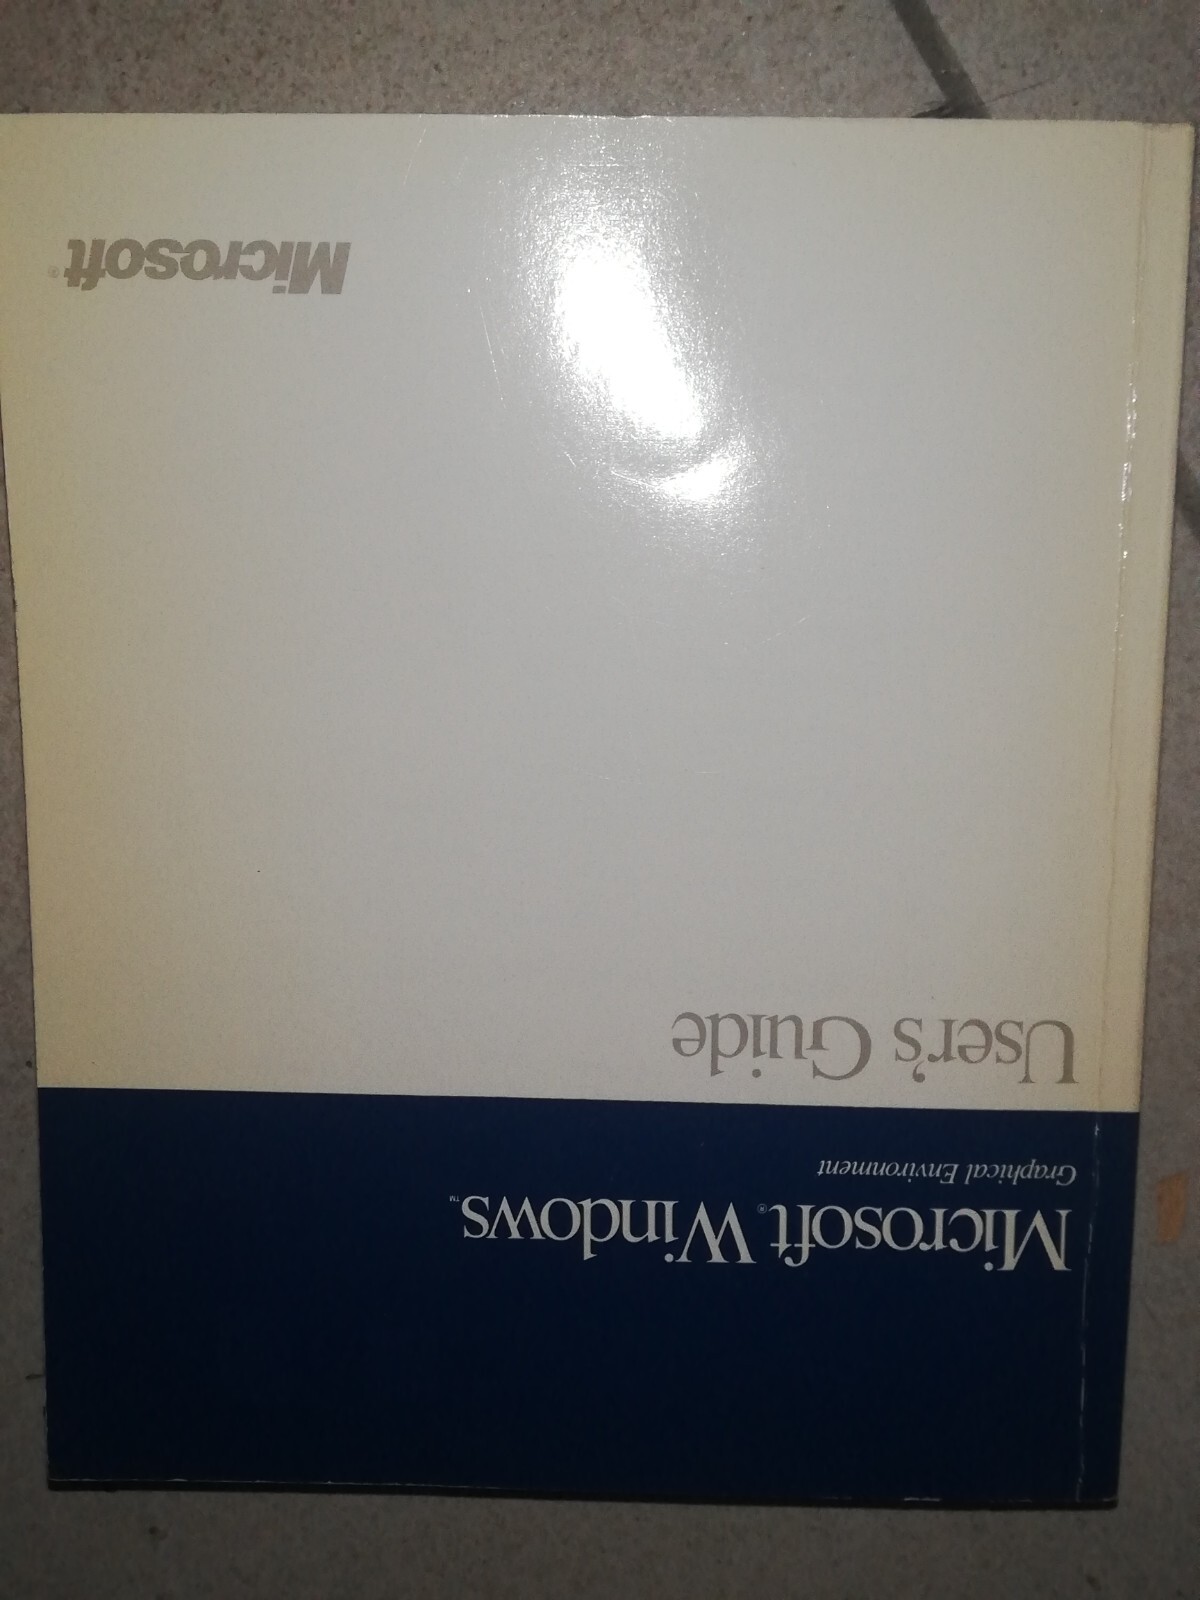 Microsoft® Windows™
Graphical Environment
User's Guide
Microsoft®